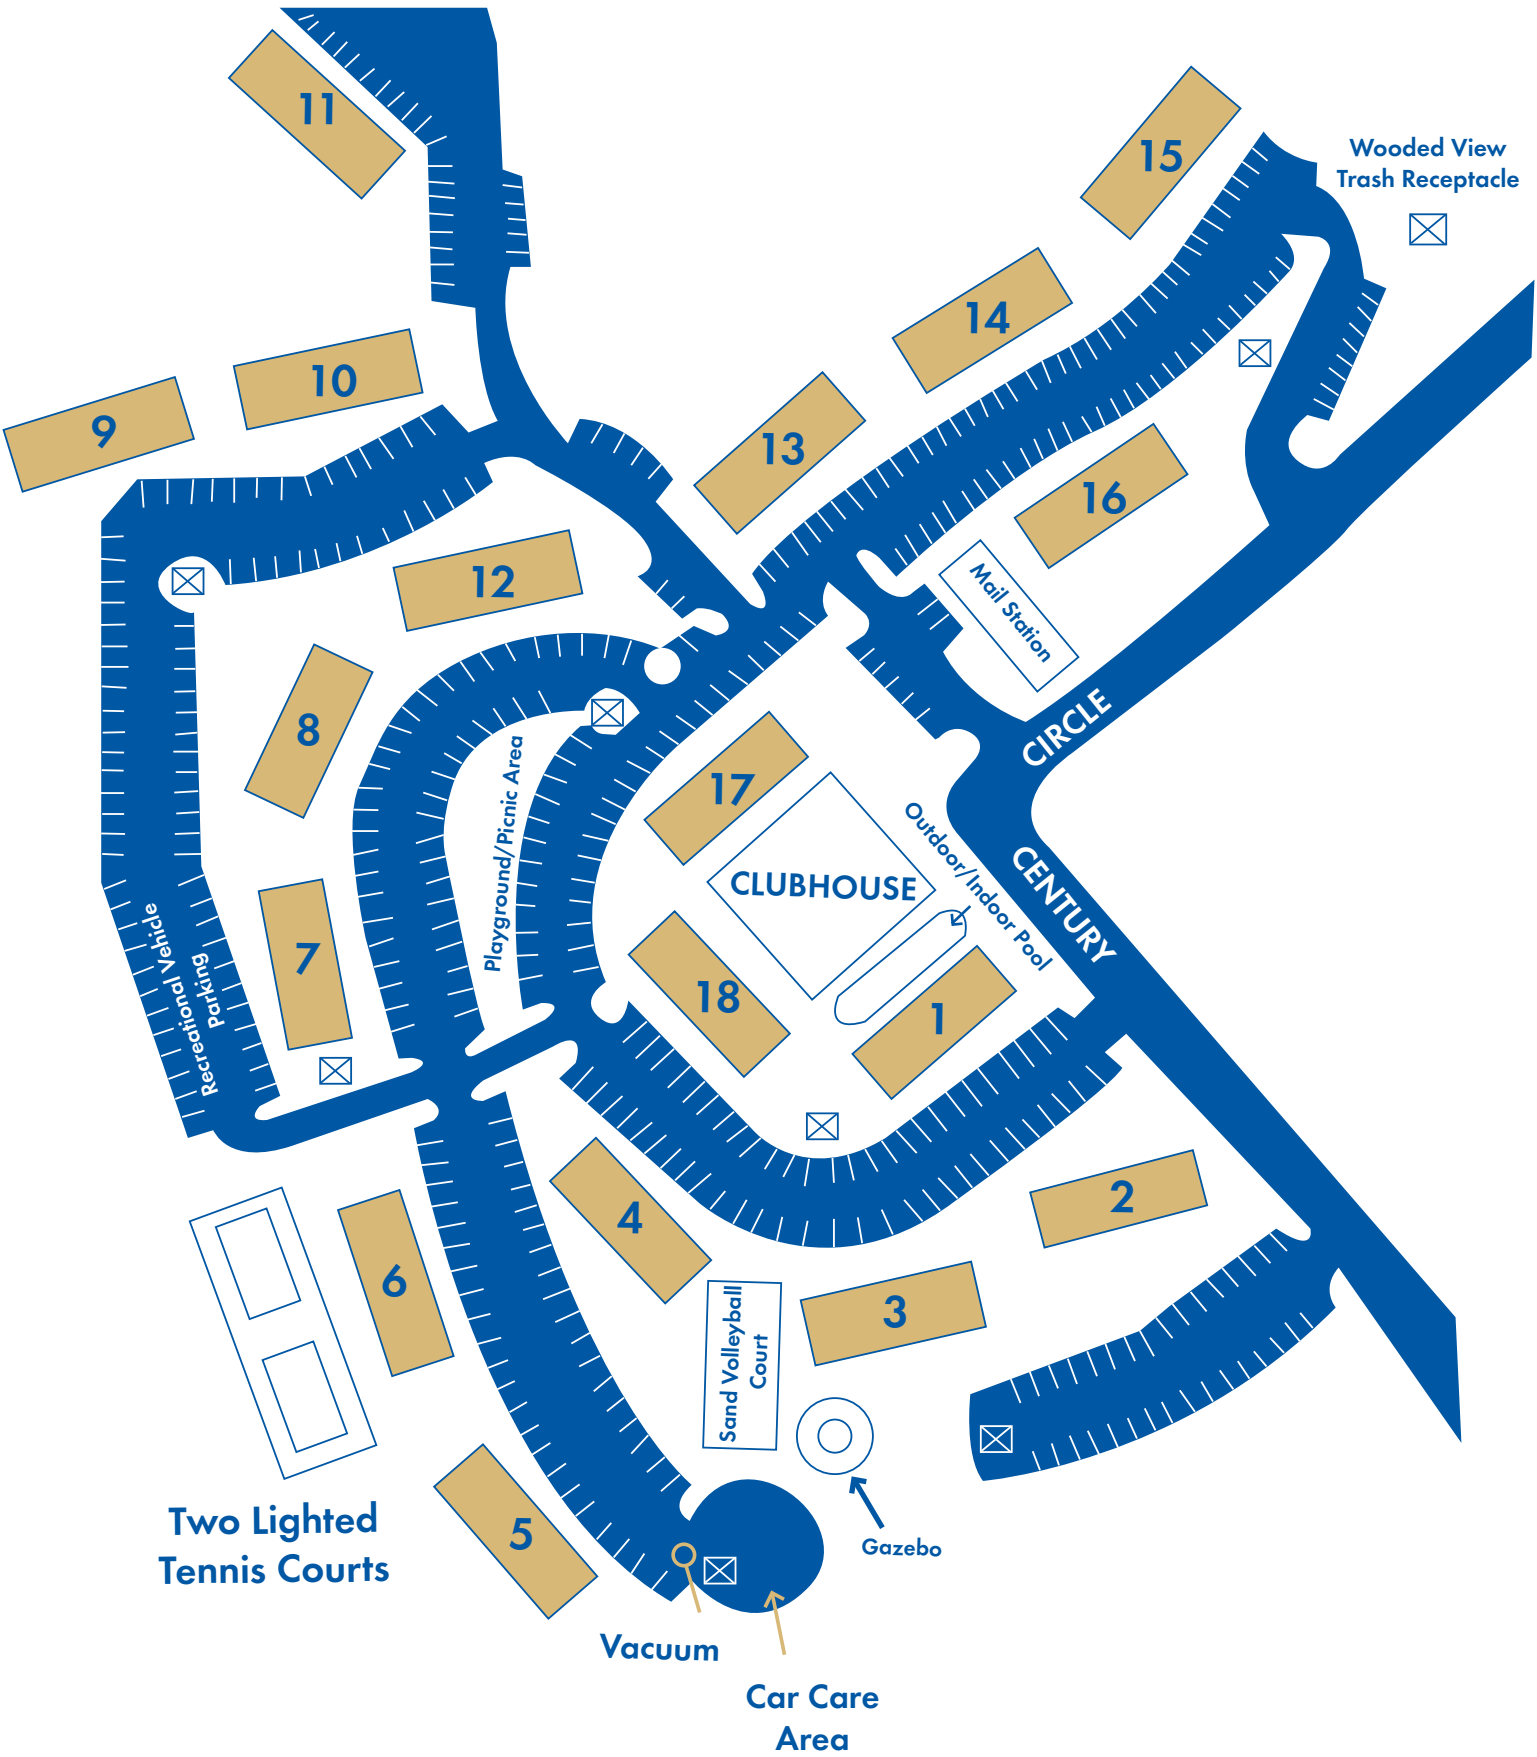 11
15
Wooded View
Trash Receptacle
14
10
9
13
16
12
Mail Station
8
CIRCLE
17
Playground/Picnic Area
Outdoor/Indoor Pool
CLUBHOUSE
CENTURY
7
18
1
Recreational Vehicle
Parking
2
4
6
3
Sand Volleyball
Court
Two Lighted
Tennis Courts
5
Gazebo
Vacuum
Car Care
Area